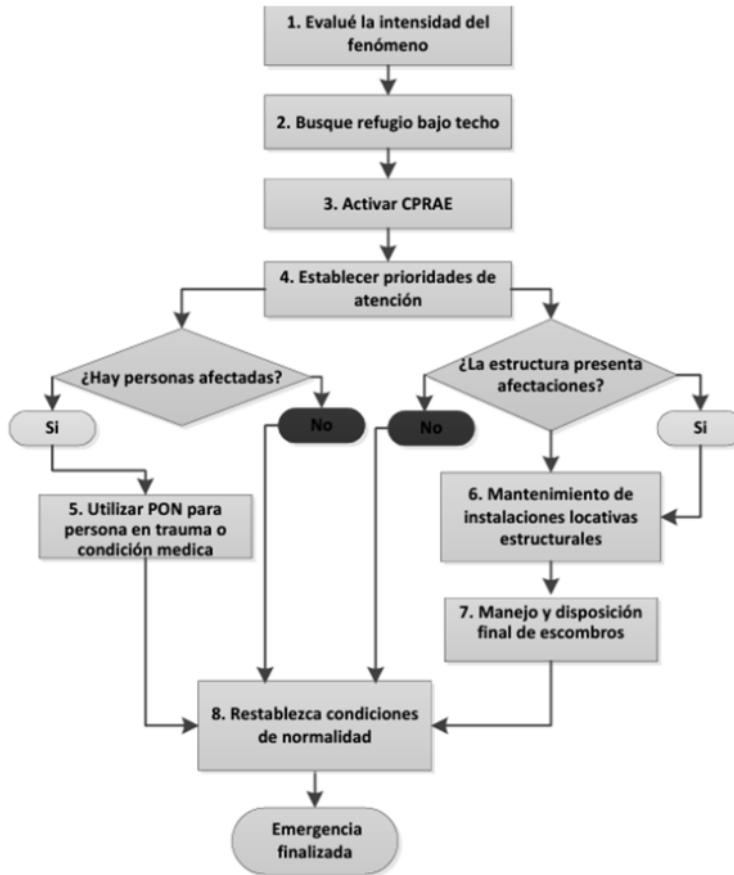 1. Evalué la intensidad del
fenómeno
2. Busque refugio bajo techo
3. Activar CPRAE
4. Establecer prioridades de
atención
¿Hay personas afectadas?
¿La estructura presenta
afectaciones?
Si
No
No
Si
5. Utilizar PON para
persona en trauma o
condición medica
6. Mantenimiento de
instalaciones locativas
estructurales
7. Manejo y disposición
final de escombros
8. Restablezca condiciones
de normalidad
Emergencia
finalizada